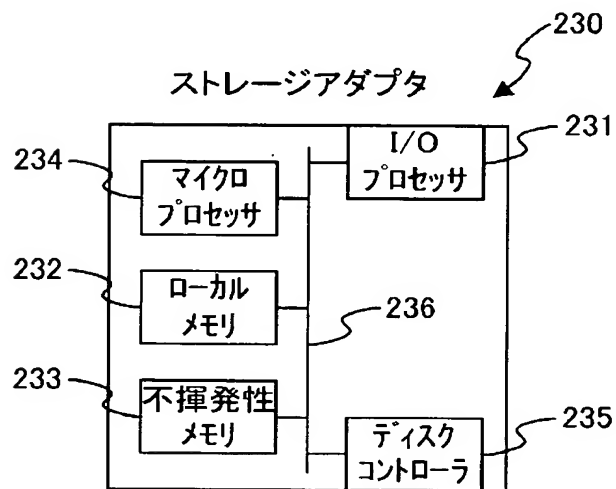 230
ストレージアダプタ
I/O
プロセッサ
231
234
マイクロ
プロセッサ
232
ローカル
メモリ
236
233
不揮発性
メモリ
ディスク
コントローラ
235